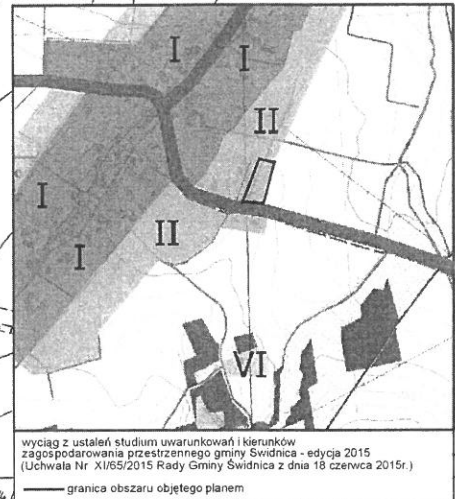 I
I
II
I
II
I
VI
wyciąg z ustaleń studium uwarunkowań i kierunków
zagospodarowania przestrzennego gminy Świdnica - edycja 2015
(Uchwała Nr XI/65/2015 Rady Gminy Świdnica z dnia 18 czerwca 2015r.)
granica obszaru objętego planem